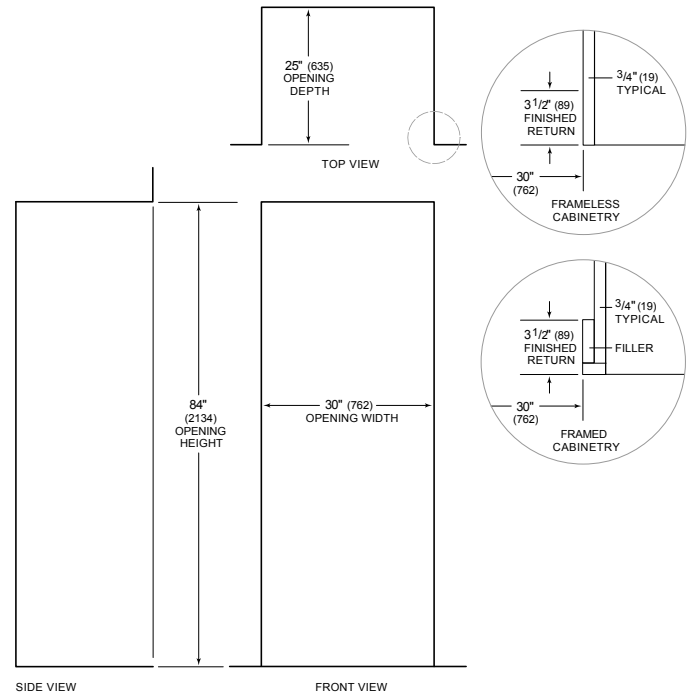 25" (635)
OPENING
DEPTH
TOP VIEW
3/4" (19)
TYPICAL
3 1/2" (89)
FINISHED
RETURN
30"
(762)
FRAMELESS
CABINETRY
3/4" (19)
TYPICAL
3 1/2" (89)
FINISHED
RETURN
FILLER
30"
(762)
FRAMED
CABINETRY
84"
(2134)
OPENING
HEIGHT
30" (762)
OPENING WIDTH
SIDE VIEW
FRONT VIEW